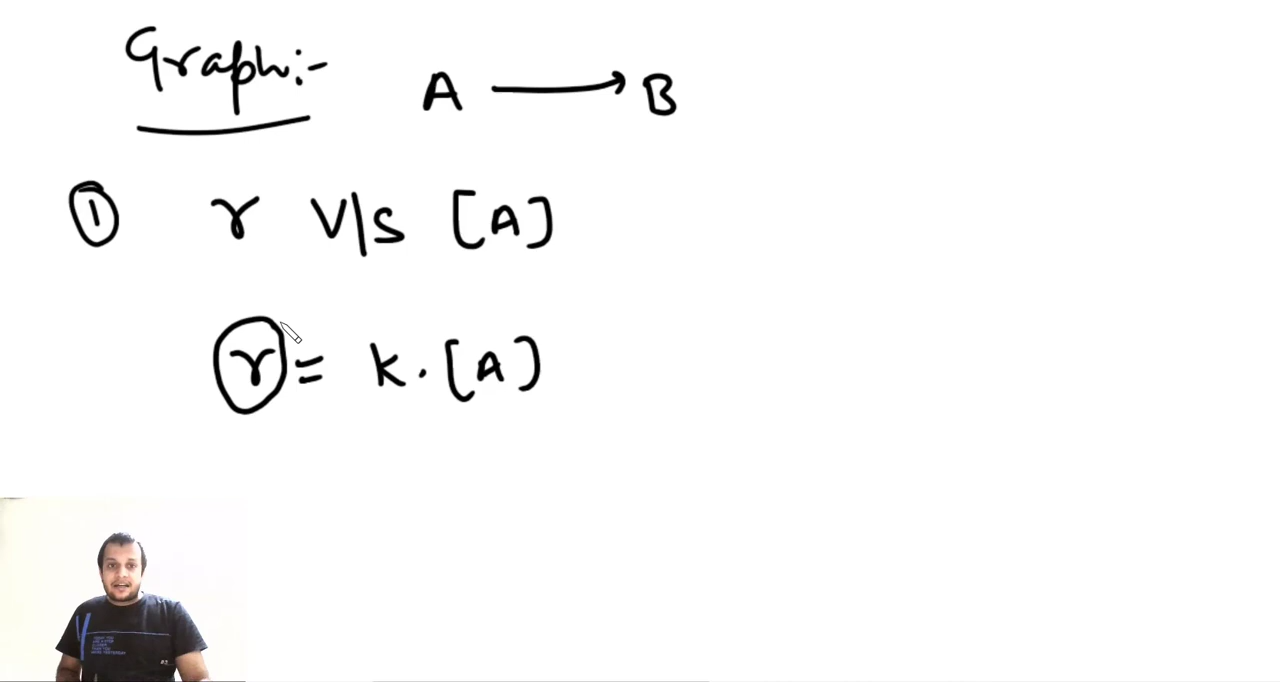 Graph:-
A ⟶ B
① r V/S [A]
r = K.[A]